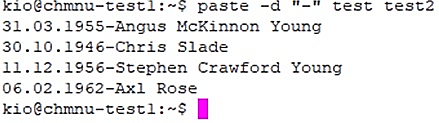 kio@chmnu-test1:~$ paste -d "-" test test2
31.03.1955-Angus McKinnon Young
30.10.1946-Chris Slade
11.12.1956-Stephen Crawford Young
06.02.1962-Axl Rose
kio@chmnu-test1:~$